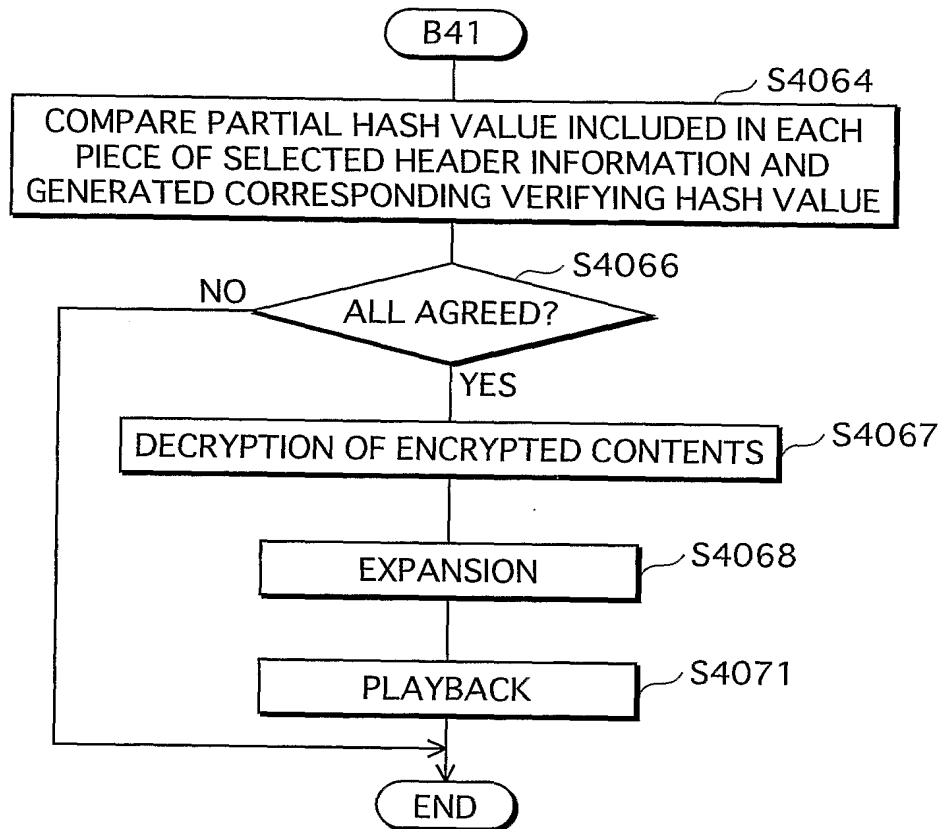 B41
S4064
COMPARE PARTIAL HASH VALUE INCLUDED IN EACH
PIECE OF SELECTED HEADER INFORMATION AND
GENERATED CORRESPONDING VERIFYING HASH VALUE
S4066
NO
ALL AGREED?
YES
DECRYPTION OF ENCRYPTED CONTENTS
S4067
EXPANSION
S4068
PLAYBACK
S4071
END